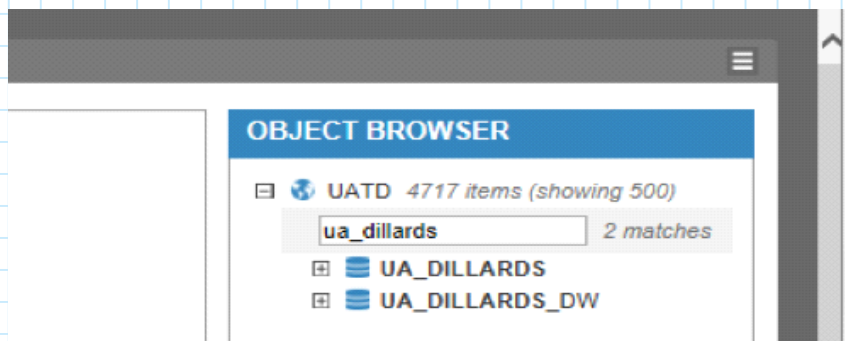 OBJECT BROWSER
UATD 4717 items (showing 500)
ua_dillards 2 matches
UA_DILLARDS
UA_DILLARDS_DW